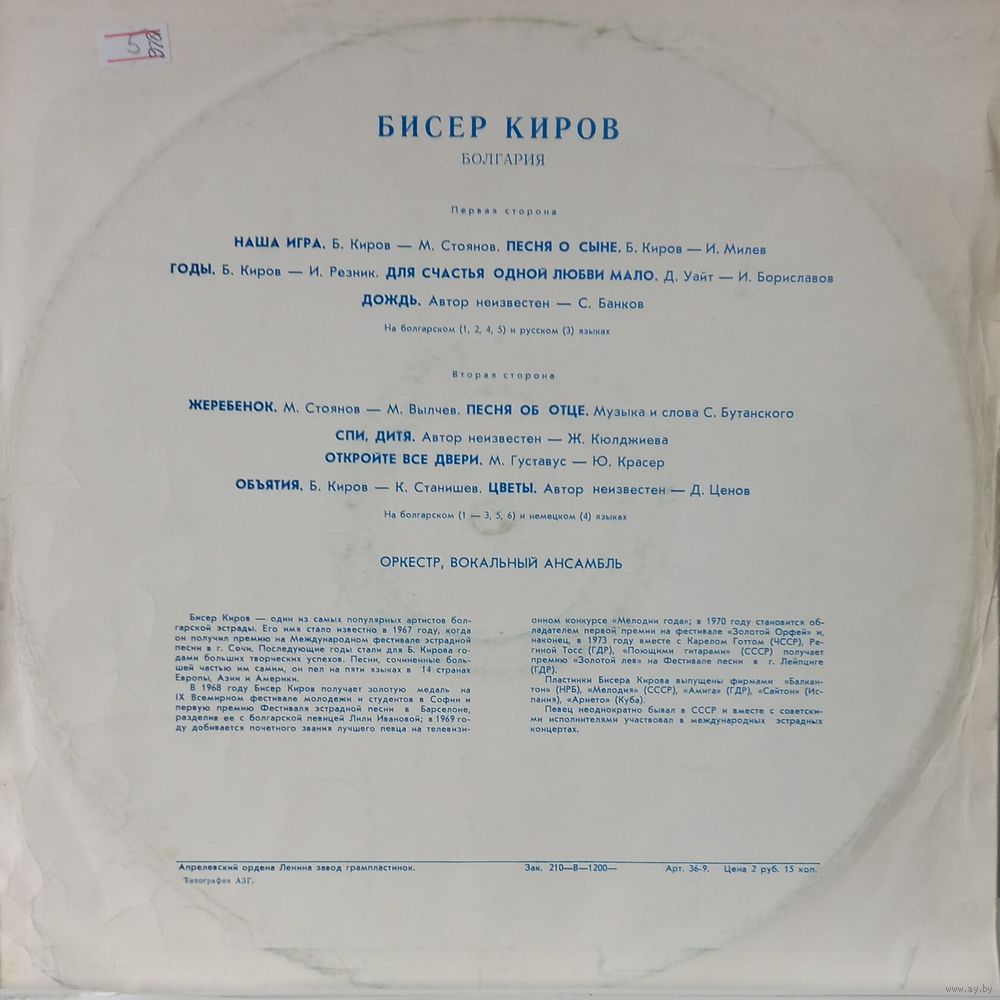 5
БИСЕР КИРОВ
БОЛГАРИЯ
Первая сторона
НАША ИГРА. Б. Киров — М. Стоянов. ПЕСНЯ О СЫНЕ. Б. Киров — И. Милев
ГОДЫ. Б. Киров — И. Резник. ДЛЯ СЧАСТЬЯ ОДНОЙ ЛЮБВИ МАЛО. Д. Уайт — И. Бориславов
ДОЖДЬ. Автор неизвестен — С. Банков
На болгарском (1, 2, 4, 5) и русском (3) языках
Вторая сторона
ЖЕРЕБЕНОК. М. Стоянов — М. Вылчев. ПЕСНЯ ОБ ОТЦЕ. Музыка и слова С. Бутанского
СПИ, ДИТЯ. Автор неизвестен — Ж. Кюлджиева
ОТКРОЙТЕ ВСЕ ДВЕРИ. М. Густавус — Ю. Красер
ОБЪЯТИЯ. Б. Киров — К. Станишев. ЦВЕТЫ. Автор неизвестен — Д. Ценов
На болгарском (1 — 3, 5, 6) и немецком (4) языках
ОРКЕСТР, ВОКАЛЬНЫЙ АНСАМБЛЬ
Бисер Киров — один из самых популярных артистов бол-
гарской эстрады. Его имя стало известно в 1967 году, когда
он получил премию на Международном фестивале эстрадной
песни в г. Сочи. Последующие годы стали для Б. Кирова го-
дами больших творческих успехов. Песни, сочиненные боль-
шей частью им самим, он пел на пяти языках в 14 странах
Европы, Азии и Америки.
В 1968 году Бисер Киров получает золотую медаль на
IX Всемирном фестивале молодежи и студентов в Софии и
первую премию Фестиваля эстрадной песни в Барселоне,
разделив ее с болгарской певицей Лили Ивановой; в 1969 го-
ду добивается почетного звания лучшего певца на телевизи-
онном конкурсе «Мелодии года»; в 1970 году становится об-
ладателем первой премии на фестивале «Золотой Орфей» и,
наконец, в 1973 году вместе с Карелом Готтом (ЧССР), Ре-
гиной Тосс (ГДР), «Поющими гитарами» (СССР) получает
премию «Золотой лев» на Фестивале песни в г. Лейпциге
(ГДР).
Пластинки Бисера Кирова выпущены фирмами «Балкан-
тон» (НРБ), «Мелодия» (СССР), «Амига» (ГДР), «Сайтон» (Ис-
пания), «Арието» (Куба).
Певец неоднократно бывал в СССР и вместе с советски-
ми исполнителями участвовал в международных эстрадных
концертах.
Апрелевский ордена Ленина завод грампластинок. Зак. 210—В—1200— Арт. 36-9. Цена 2 руб. 15 коп.
Типография АЗГ.
www.ay.by